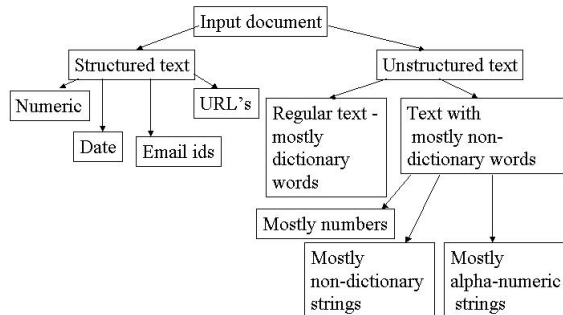 Input document
Structured text
Unstructured text
Numeric
Date
Email ids
URL's
Regular text -
mostly
dictionary
words
Text with
mostly non-
dictionary words
Mostly numbers
Mostly
non-dictionary
strings
Mostly
alpha-numeric
strings